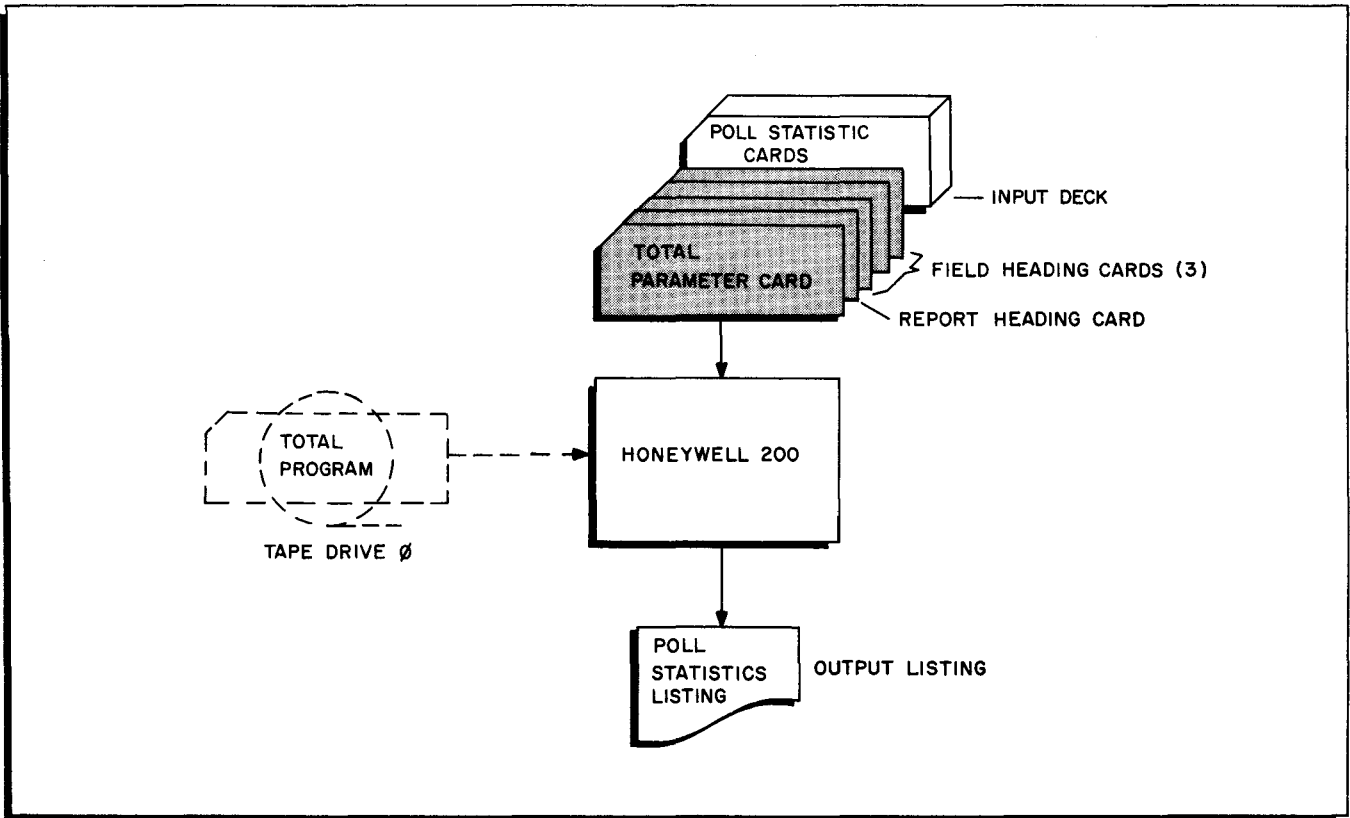 POLL STATISTIC
CARDS
INPUT DECK
TOTAL
PARAMETER CARD
FIELD HEADING CARDS (3)
REPORT HEADING CARD
TOTAL
PROGRAM
TAPE DRIVE Ø
HONEYWELL 200
POLL
STATISTICS
LISTING
OUTPUT LISTING